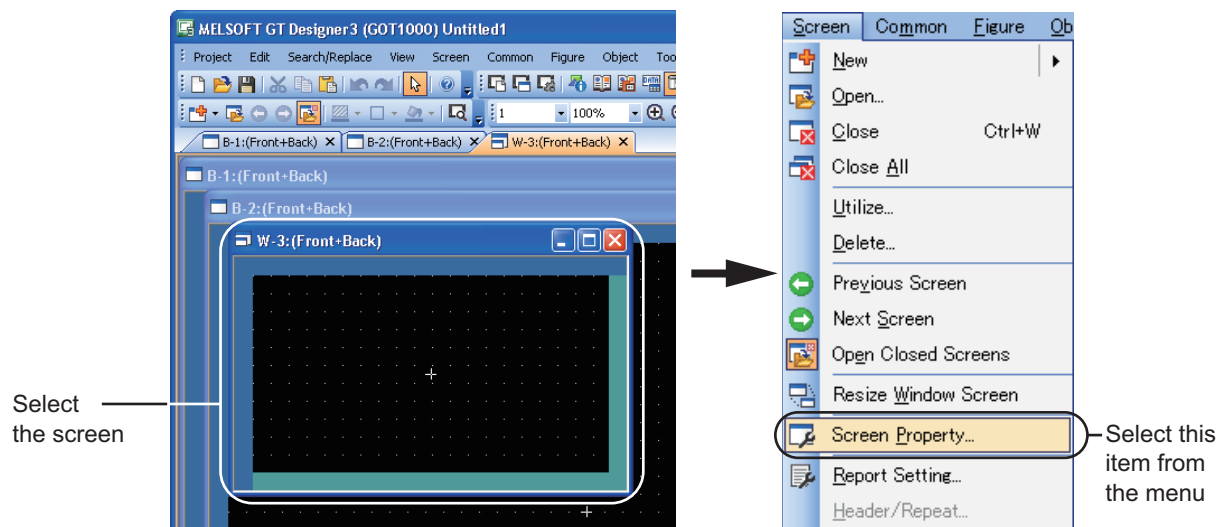 MELSOFT GT Designer3 (GOT1000) Untitled1
Project Edit Search/Replace View Screen Common Figure Object Too
1 100%
B-1:(Front+Back) B-2:(Front+Back) W-3:(Front+Back)
B-1:(Front+Back)
B-2:(Front+Back)
W-3:(Front+Back)
Select
the screen
Screen Common Figure Ob
New
Open...
Close Ctrl+W
Close All
Utilize...
Delete...
Previous Screen
Next Screen
Open Closed Screens
Resize Window Screen
Screen Property...
Report Setting...
Header/Repeat...
Select this
item from
the menu